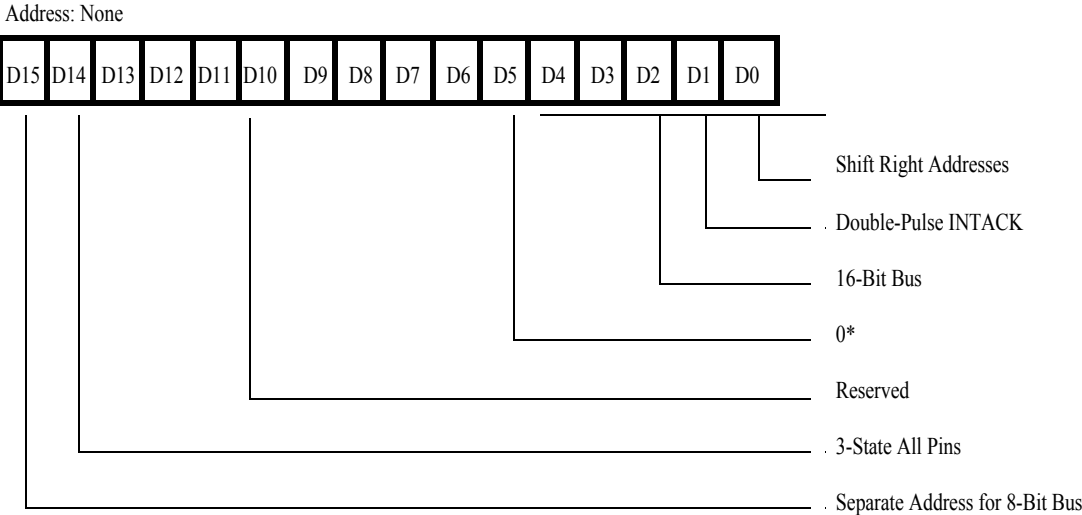 Address: None
D15 D14 D13 D12 D11 D10 D9 D8 D7 D6 D5 D4 D3 D2 D1 D0
Shift Right Addresses
Double-Pulse INTACK
16-Bit Bus
0*
Reserved
3-State All Pins
Separate Address for 8-Bit Bus